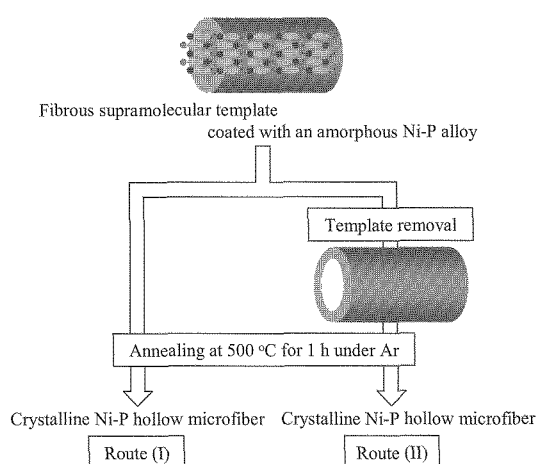 Fibrous supramolecular template
coated with an amorphous Ni-P alloy
Template removal
Annealing at 500 °C for 1 h under Ar
Crystalline Ni-P hollow microfiber
Crystalline Ni-P hollow microfiber
Route (I)
Route (II)